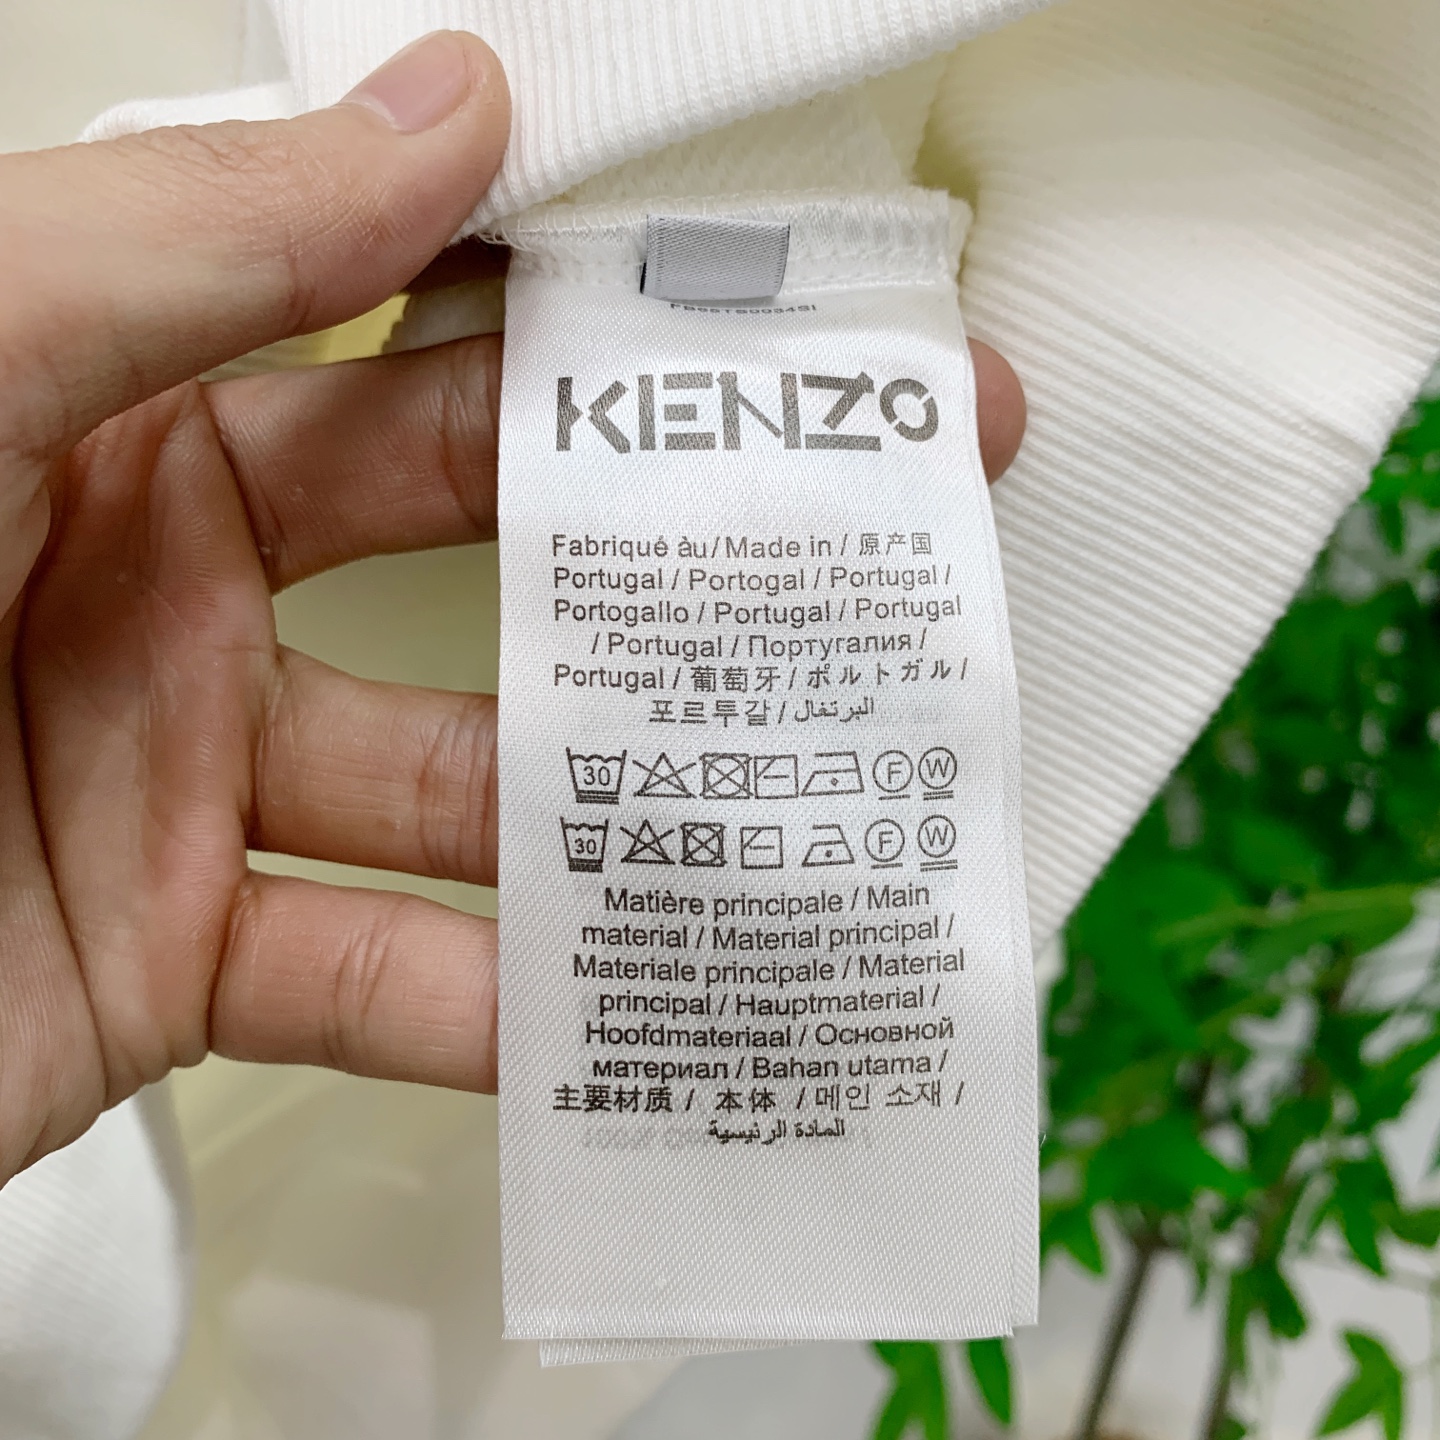 KENZO
Fabriqué àu/Made in / 原产国
Portugal / Portogal / Portugal /
Portogallo / Portugal / Portugal
/ Portugal / Португалия /
Portugal / 葡萄牙 / ポルトガル /
포르투갈 / البرتغال
30 F W
30 F W
Matière principale / Main
material / Material principal /
Materiale principale / Material
principal / Hauptmaterial /
Hoofdmateriaal / Основной
материал / Bahan utama /
主要材质 / 本体 / 메인 소재 /
المادة الرئيسية